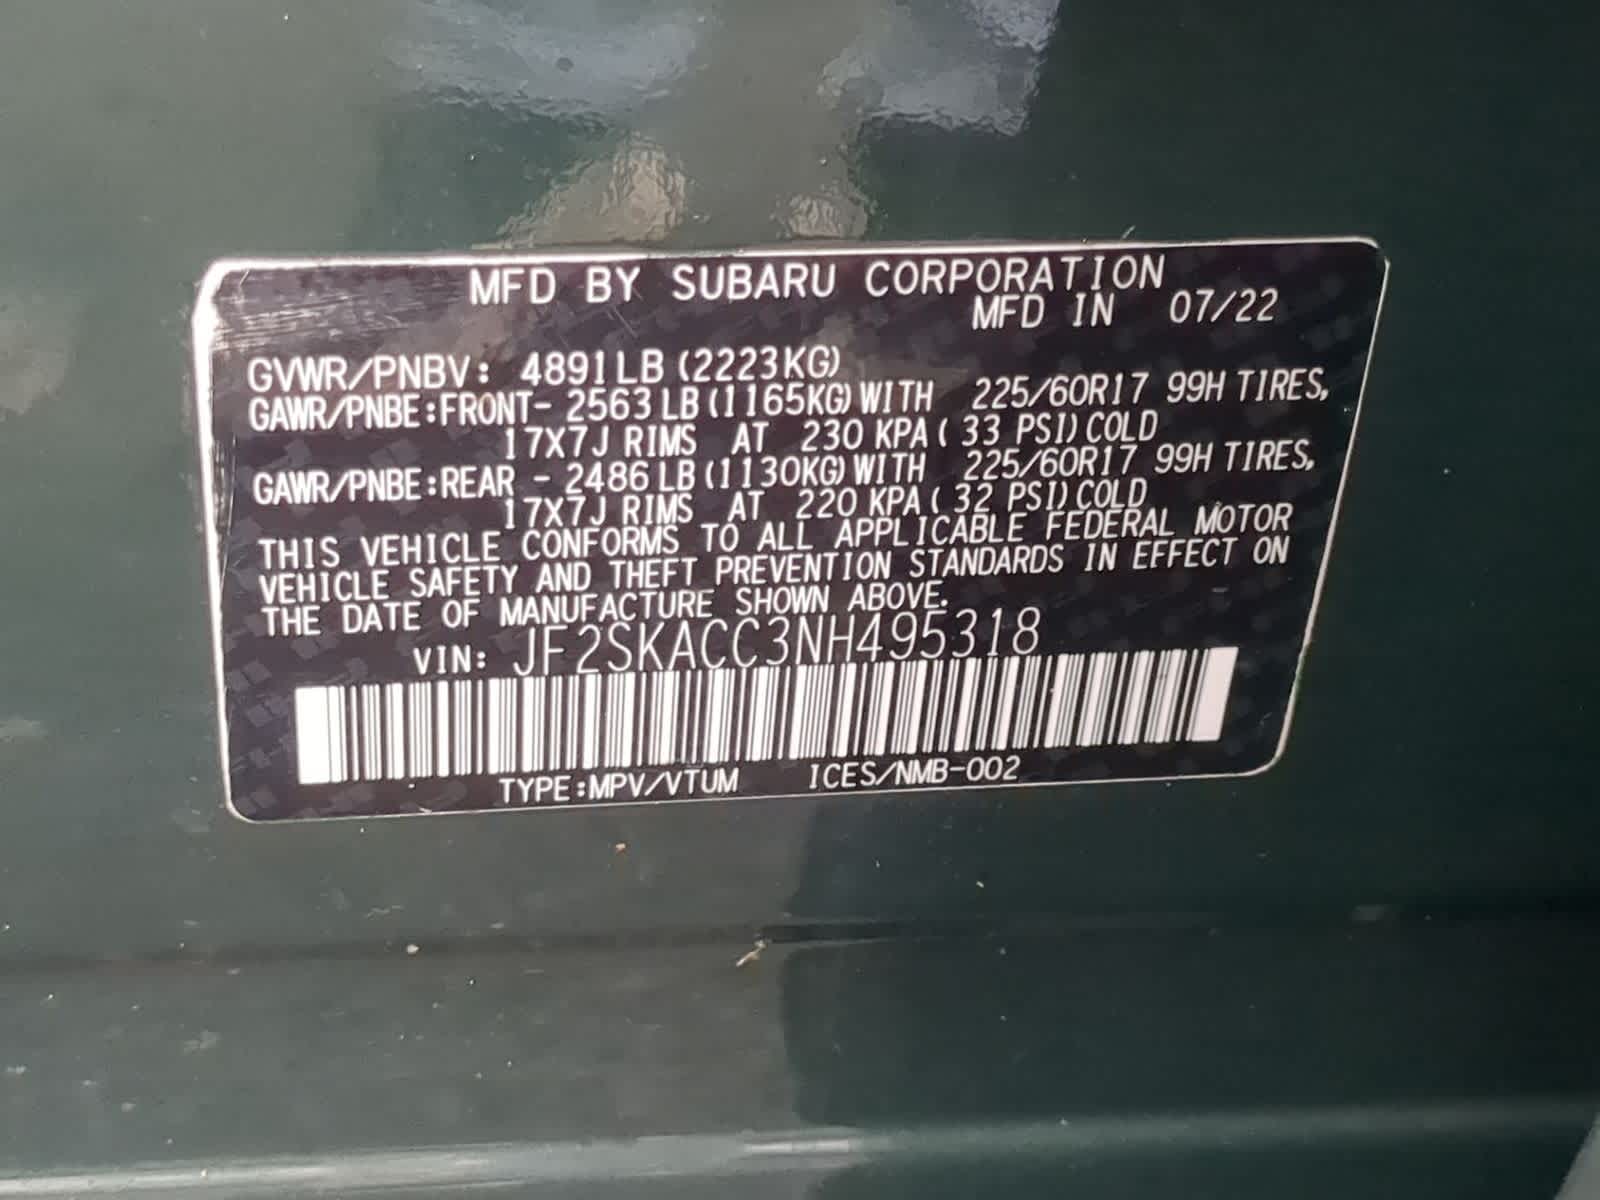 MFD BY SUBARU CORPORATION
MFD IN 07/22
GVWR/PNBV: 4891LB (2223KG)
GAWR/PNBE:FRONT- 2563LB(1165KG)WITH 225/60R17 99H TIRES,
17X7J RIMS AT 230 KPA( 33 PSI)COLD
GAWR/PNBE:REAR - 2486LB(1130KG)WITH 225/60R17 99H TIRES,
17X7J RIMS AT 220 KPA( 32 PSI)COLD
THIS VEHICLE CONFORMS TO ALL APPLICABLE FEDERAL MOTOR
VEHICLE SAFETY AND THEFT PREVENTION STANDARDS IN EFFECT ON
THE DATE OF MANUFACTURE SHOWN ABOVE.
VIN: JF2SKACC3NH495318
TYPE:MPV/VTUM ICES/NMB-002